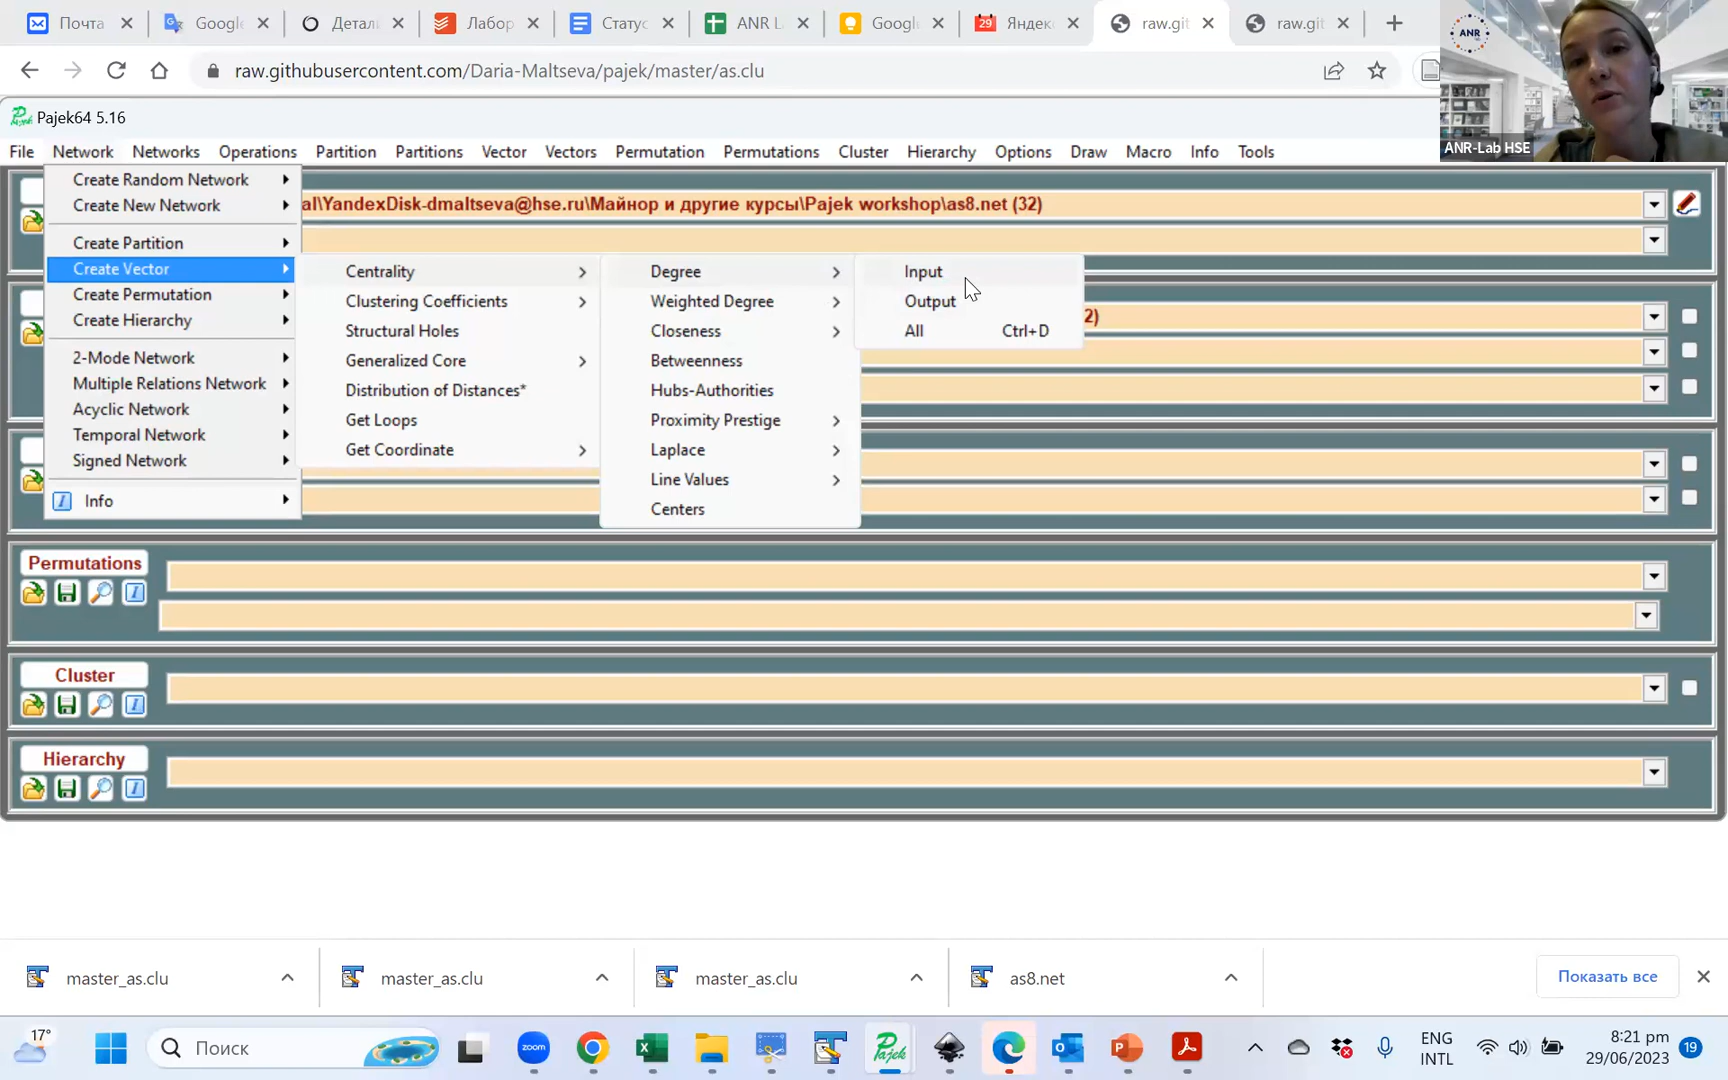 Почта
Google
Детал
Лабор
Статус
ANR L
Google
Яндекс
raw.git
raw.git
raw.githubusercontent.com/Daria-Maltseva/pajek/master/as.clu
ANR
ANR-Lab HSE
Pajek64 5.16
File Network Networks Operations Partition Partitions Vector Vectors Permutation Permutations Cluster Hierarchy Options Draw Macro Info Tools
Create Random Network
Create New Network
Create Partition
Create Vector
Create Permutation
Create Hierarchy
2-Mode Network
Multiple Relations Network
Acyclic Network
Temporal Network
Signed Network
Info
al\YandexDisk-dmaltseva@hse.ru\Майнор и другие курсы\Pajek workshop\as8.net (32)
Centrality
Clustering Coefficients
Structural Holes
Generalized Core
Distribution of Distances*
Get Loops
Get Coordinate
Degree
Weighted Degree
Closeness
Betweenness
Hubs-Authorities
Proximity Prestige
Laplace
Line Values
Centers
Input
Output
All Ctrl+D
2)
Permutations
Cluster
Hierarchy
master_as.clu
master_as.clu
master_as.clu
as8.net
Показать все
17°
Поиск
zoom
Pajek
ENG
INTL
8:21 pm
29/06/2023
19